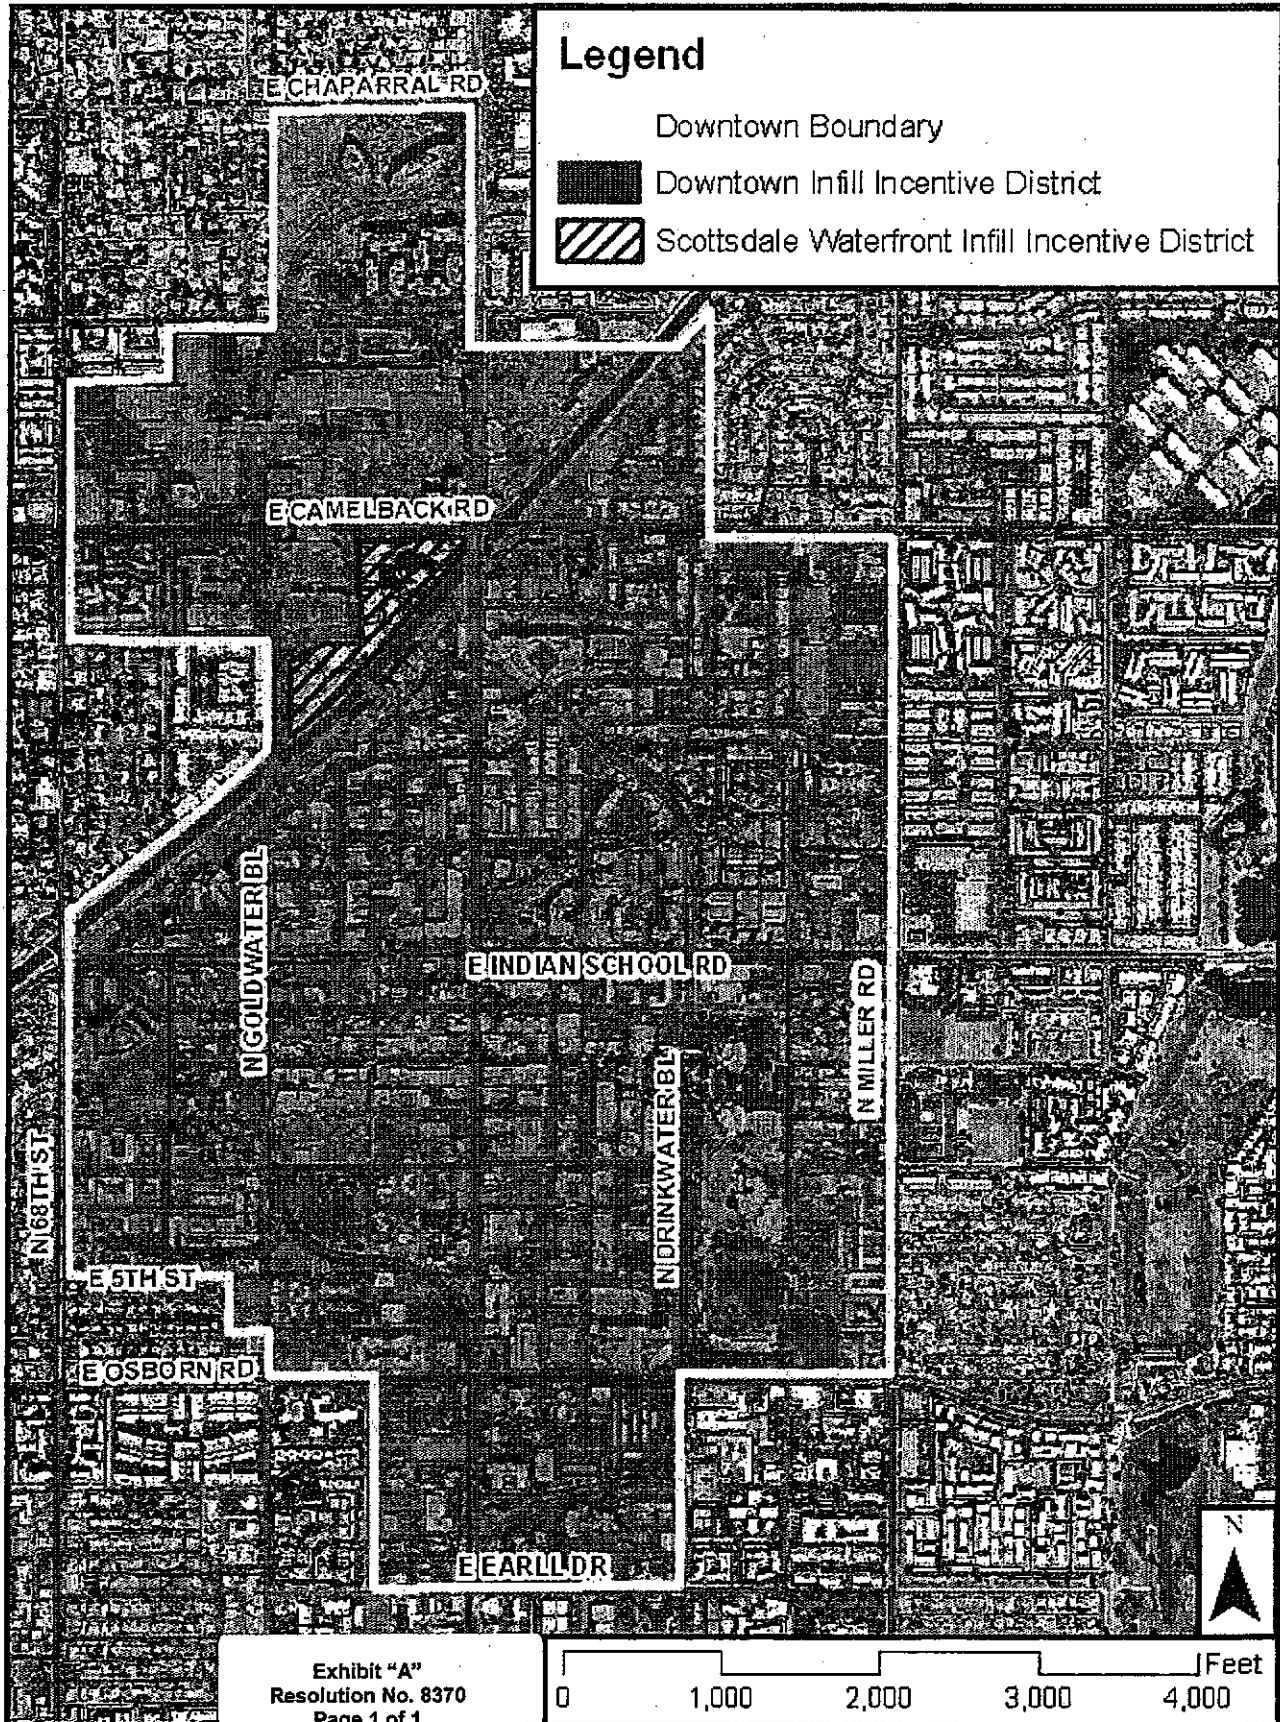 Legend
Downtown Boundary
Downtown Infill Incentive District
Scottsdale Waterfront Infill Incentive District
E CHAPARRAL RD
E CAMELBACK RD
N GOLDWATER BL
E INDIAN SCHOOL RD
N MILLER RD
N DRINKWATER BL
N 68TH ST
E 5TH ST
E OSBORN RD
E EARLL DR
N
Exhibit "A"
Resolution No. 8370
Page 1 of 1
Feet
0 1,000 2,000 3,000 4,000